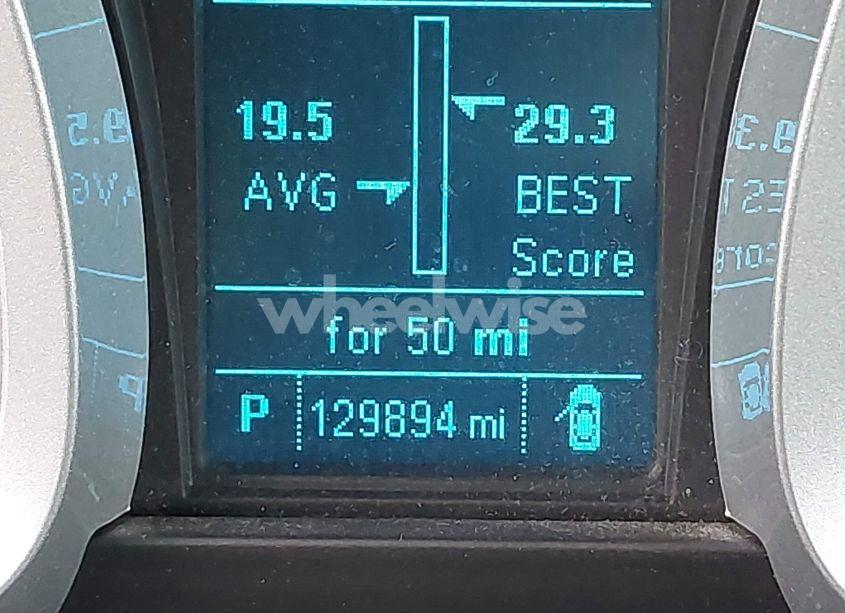 19.5 29.3
AVG BEST
Score
wheelwise
for 50 mi
P 129894 mi